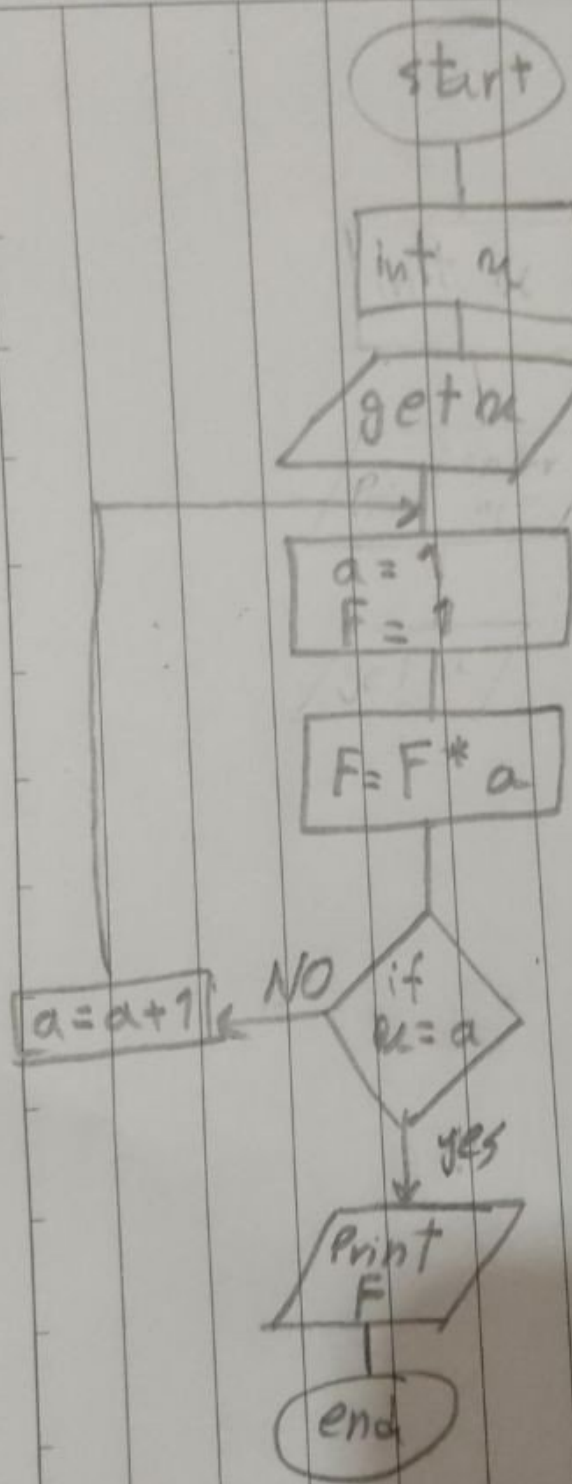 start
int n
get n
a = 1
F = 1
F = F * a
if
n = a
NO
a = a + 1
yes
Print
F
end